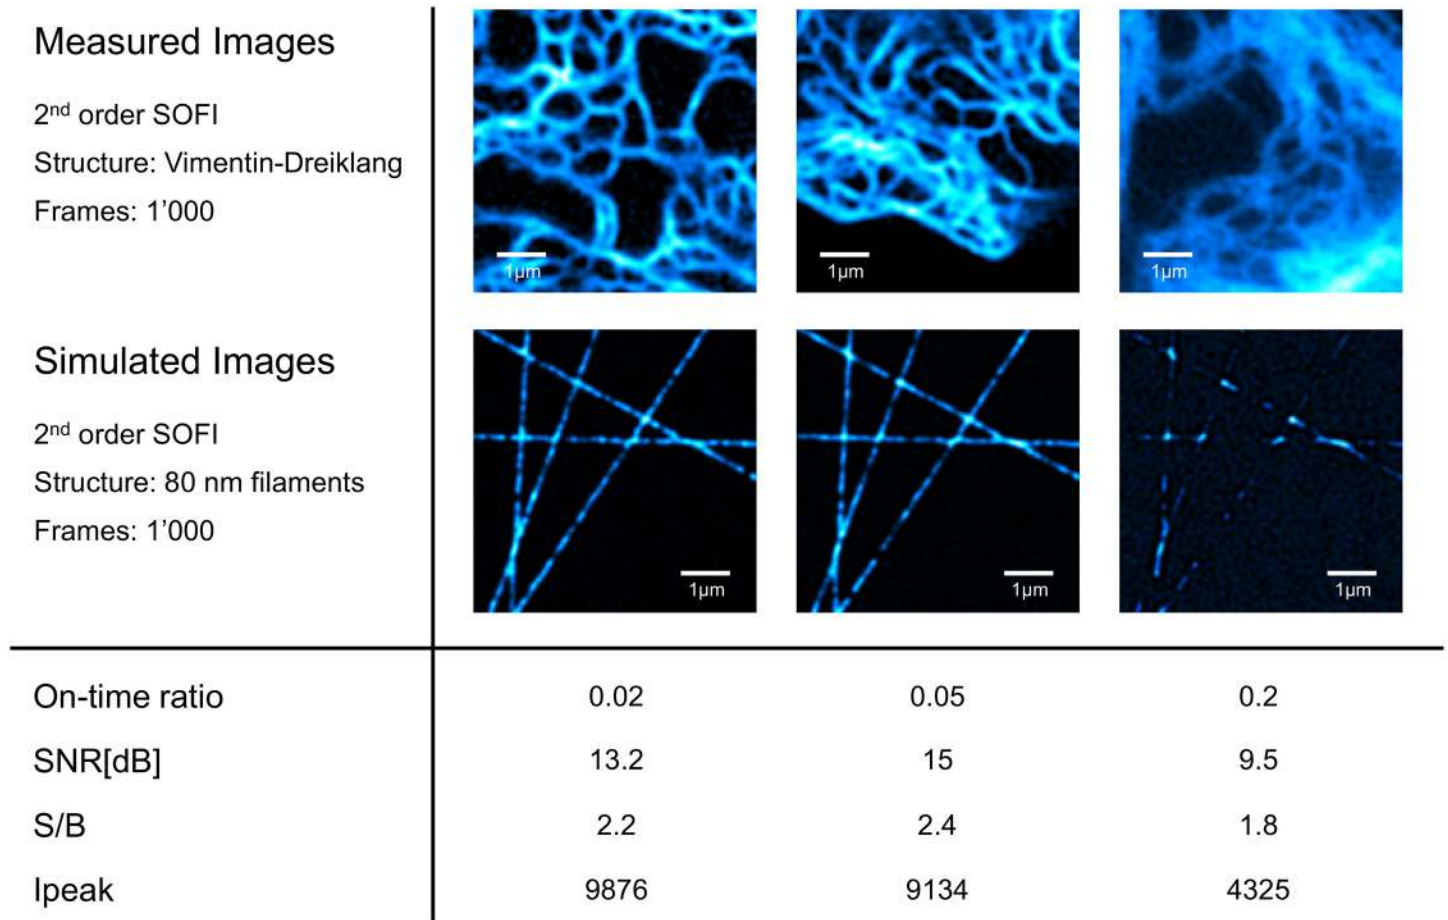 Measured Images
2nd order SOFI
Structure: Vimentin-Dreiklang
Frames: 1'000
1µm
1µm
1µm
Simulated Images
2nd order SOFI
Structure: 80 nm filaments
Frames: 1'000
1µm
1µm
1µm
On-time ratio 0.02 0.05 0.2
SNR[dB] 13.2 15 9.5
S/B 2.2 2.4 1.8
Ipeak 9876 9134 4325